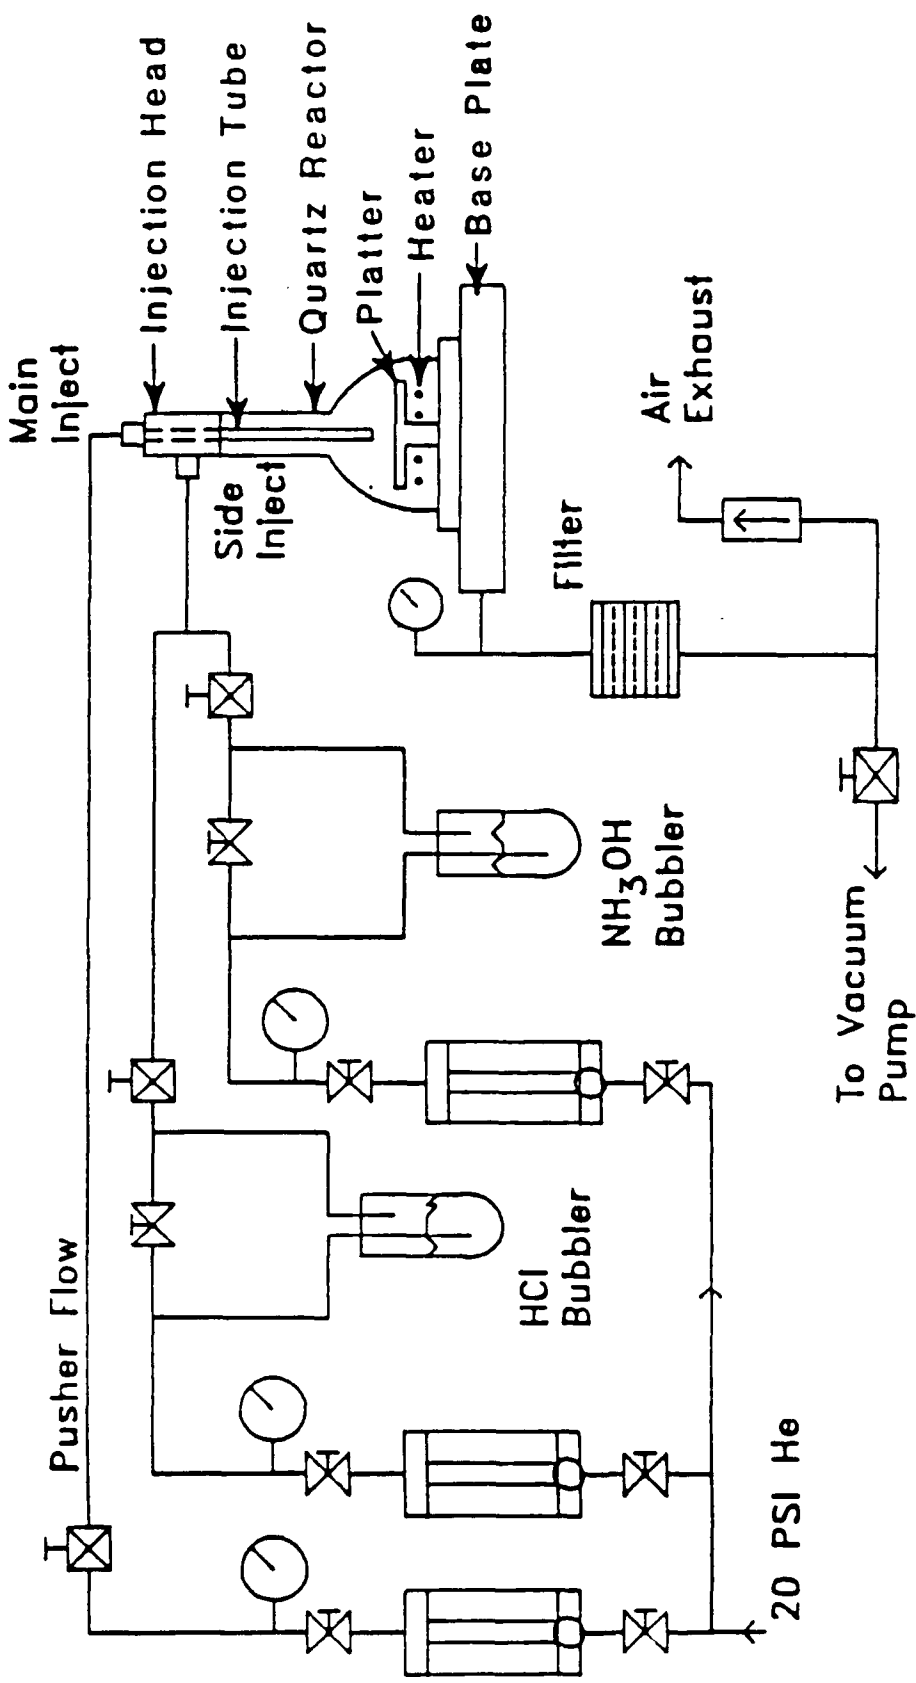 Main
Inject
Injection Head
Injection Tube
Quartz Reactor
Platter
Heater
Base Plate
Side
Inject
Pusher Flow
Filter
Air
Exhaust
NH3OH
Bubbler
HCl
Bubbler
To Vacuum
Pump
20 PSI He